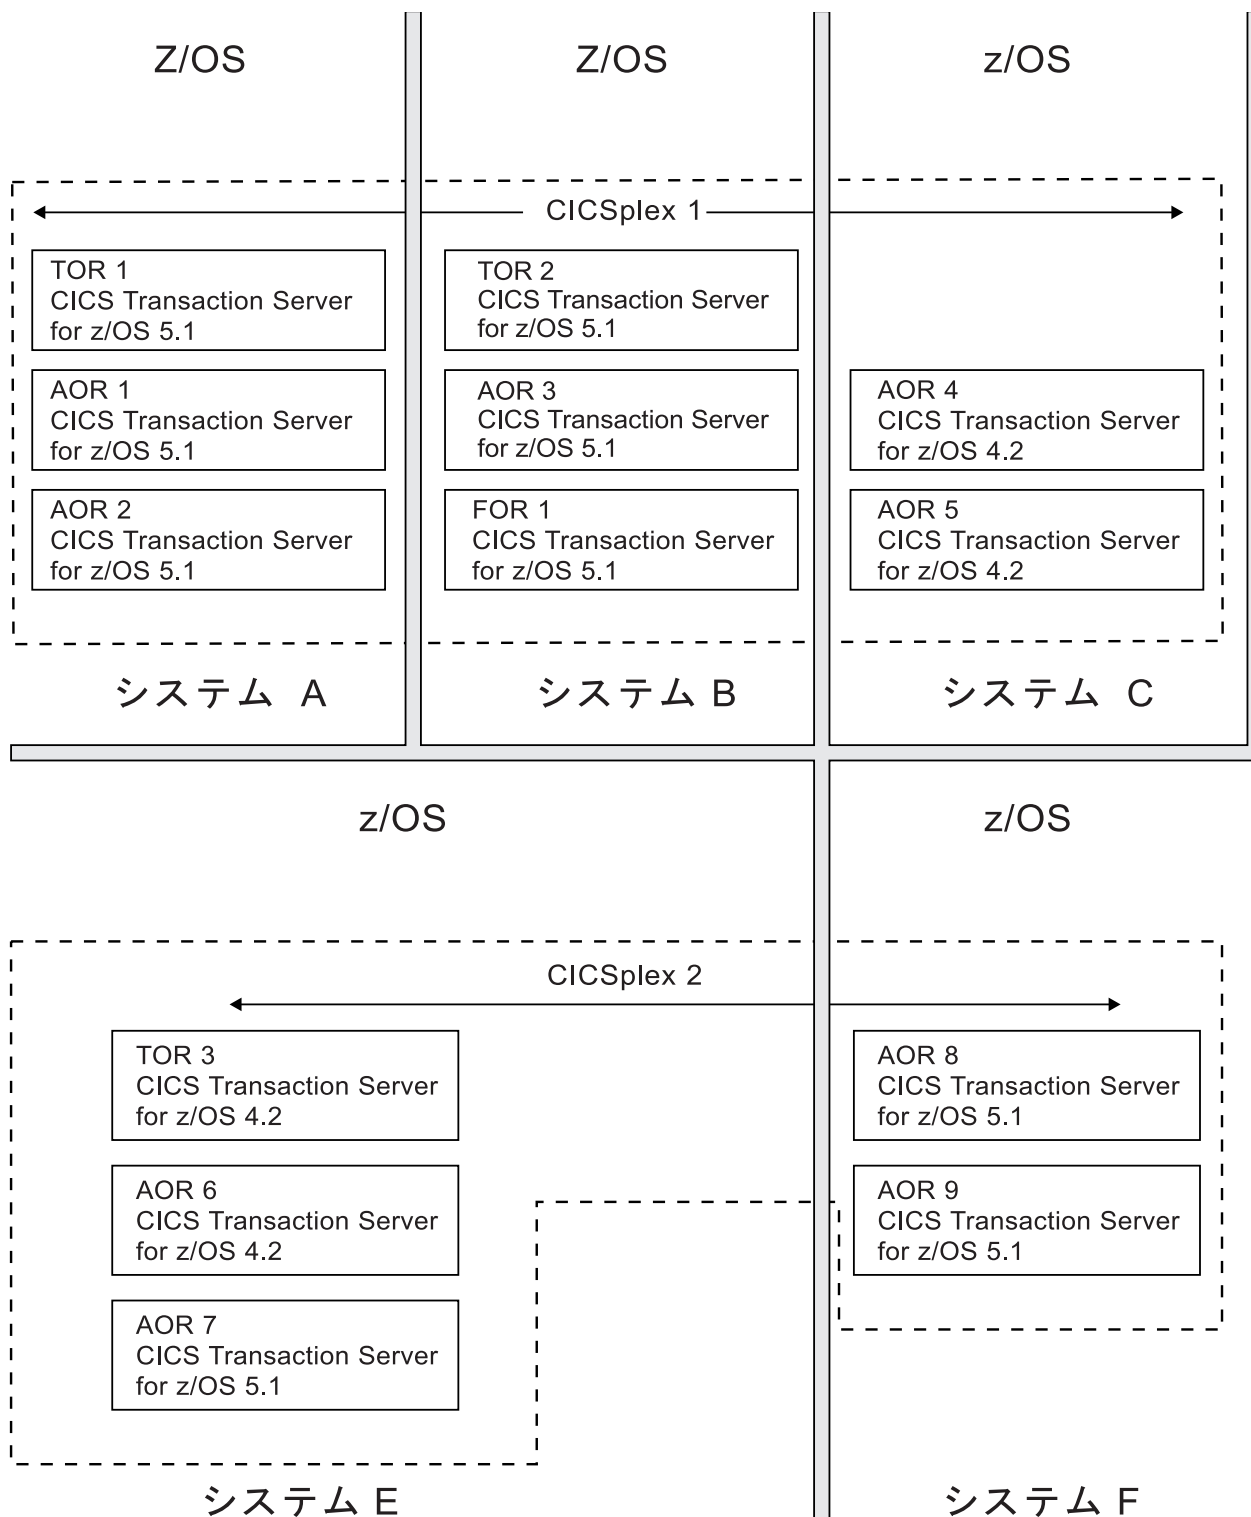 Z/OS
Z/OS
z/OS
CICSplex 1
TOR 1
CICS Transaction Server
for z/OS 5.1
TOR 2
CICS Transaction Server
for z/OS 5.1
AOR 1
CICS Transaction Server
for z/OS 5.1
AOR 3
CICS Transaction Server
for z/OS 5.1
AOR 4
CICS Transaction Server
for z/OS 4.2
AOR 2
CICS Transaction Server
for z/OS 5.1
FOR 1
CICS Transaction Server
for z/OS 5.1
AOR 5
CICS Transaction Server
for z/OS 4.2
システム A
システム B
システム C
z/OS
z/OS
CICSplex 2
TOR 3
CICS Transaction Server
for z/OS 4.2
AOR 8
CICS Transaction Server
for z/OS 5.1
AOR 6
CICS Transaction Server
for z/OS 4.2
AOR 9
CICS Transaction Server
for z/OS 5.1
AOR 7
CICS Transaction Server
for z/OS 5.1
システム E
システム F